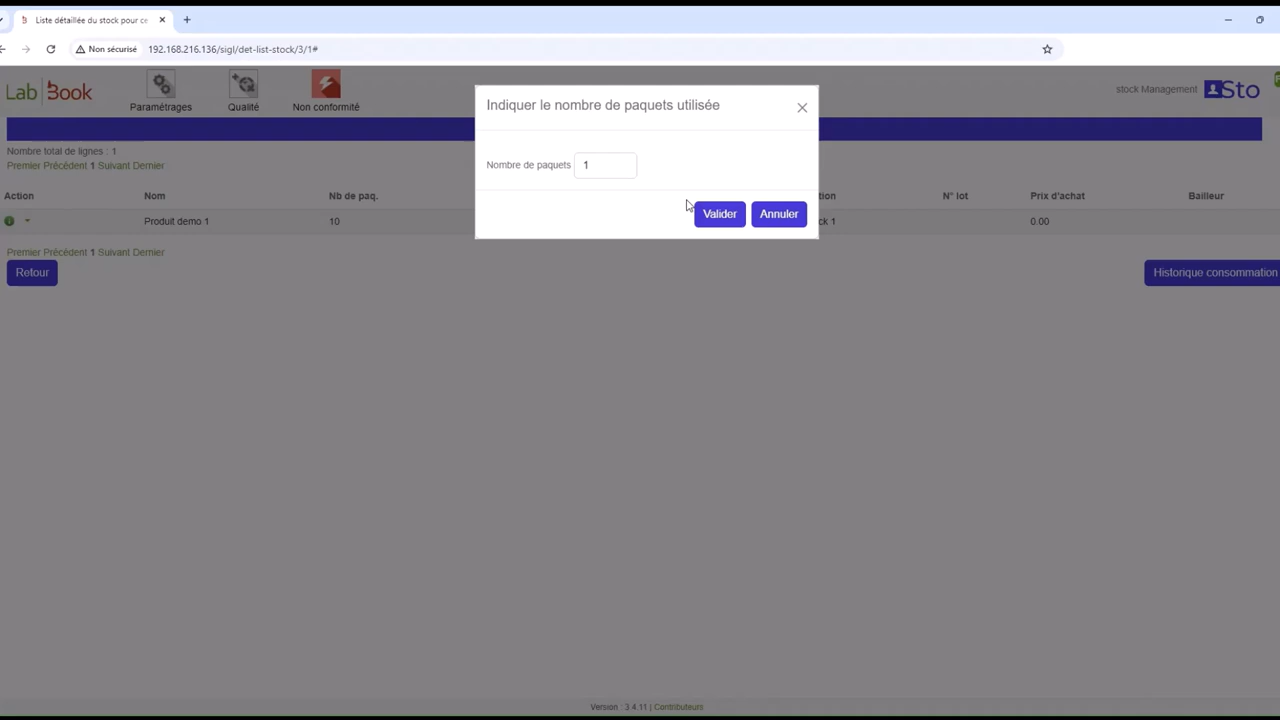 Liste détaillée du stock pour ce
Non sécurisé 192.168.216.136/sigl/det-list-stock/3/1#
Lab Book
Paramétrages Qualité Non conformité
stock Management Sto
Indiquer le nombre de paquets utilisée
Nombre de paquets 1
Valider Annuler
Nombre total de lignes : 1
Premier Précédent 1 Suivant Dernier
Action Nom Nb de paq. N° lot Prix d'achat Bailleur
Produit demo 1 10 0.00
Premier Précédent 1 Suivant Dernier
Retour Historique consommation
Version : 3.4.11 | Contributeurs